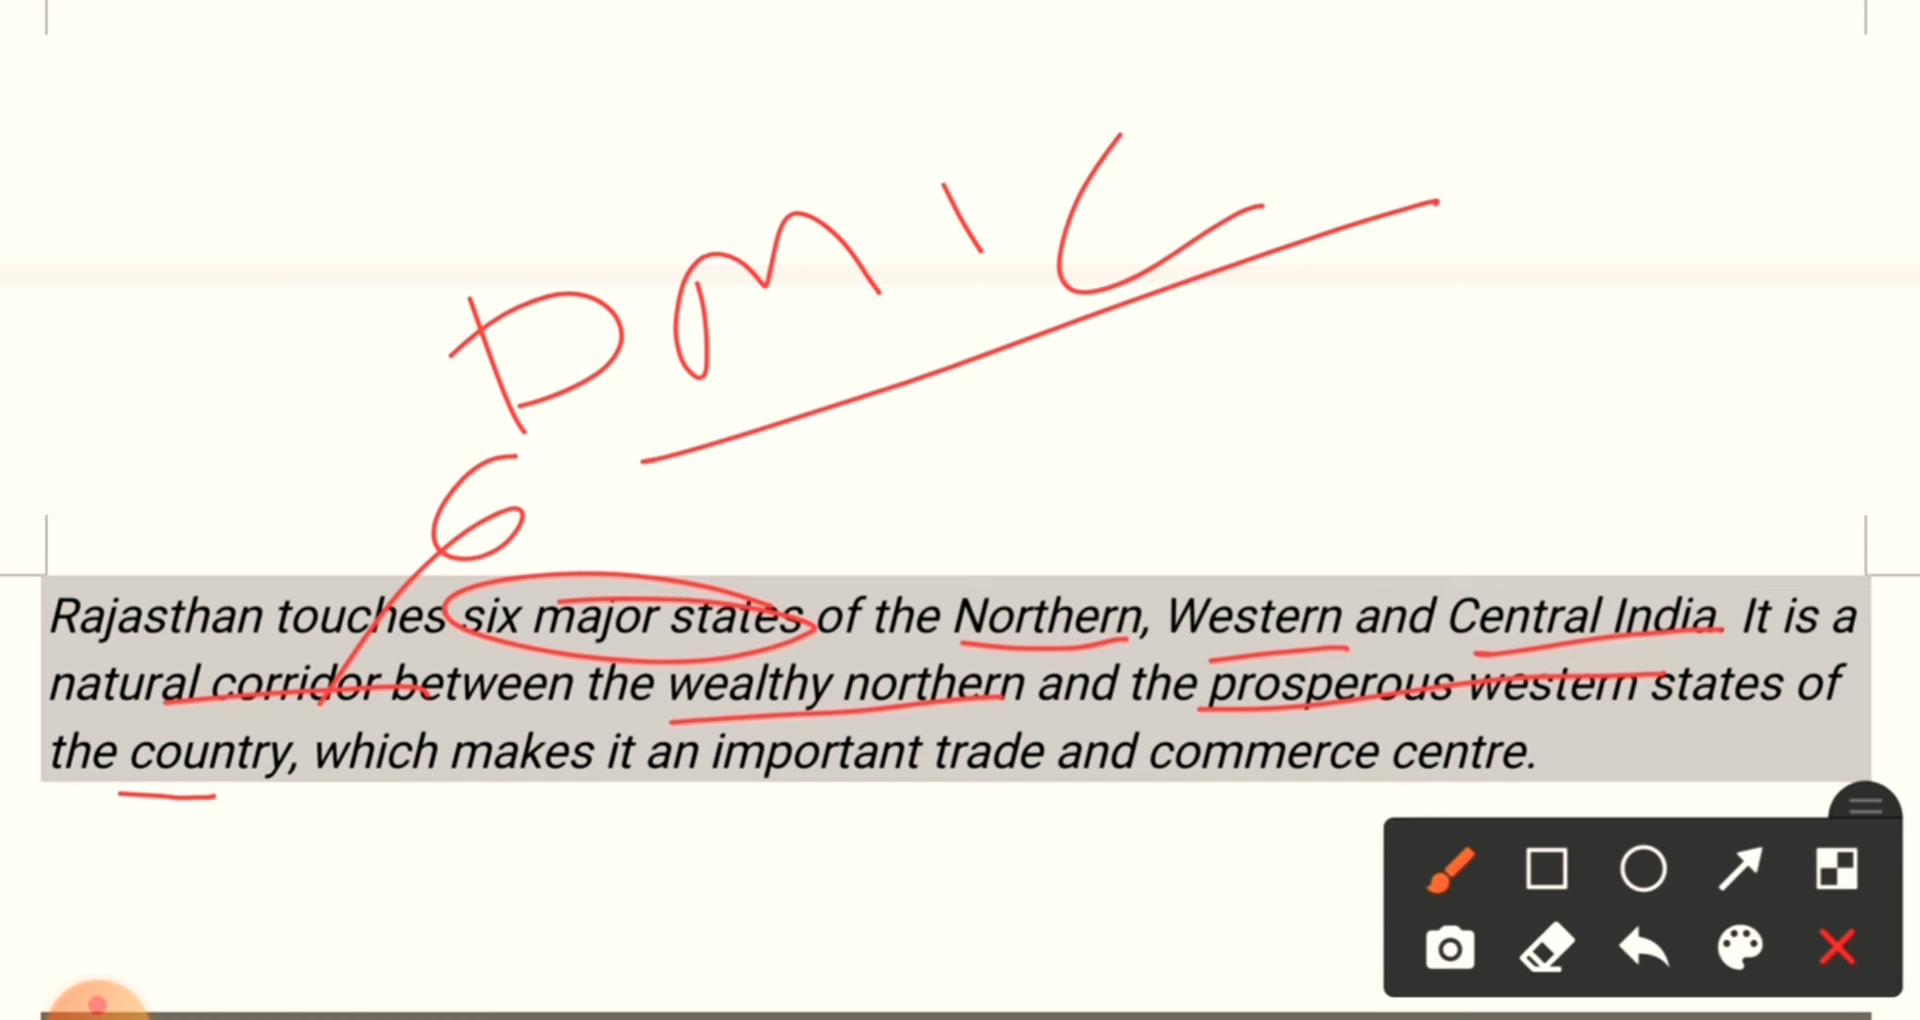 DMIC
6
Rajasthan touches six major states of the Northern, Western and Central India. It is a
natural corridor between the wealthy northern and the prosperous western states of
the country, which makes it an important trade and commerce centre.